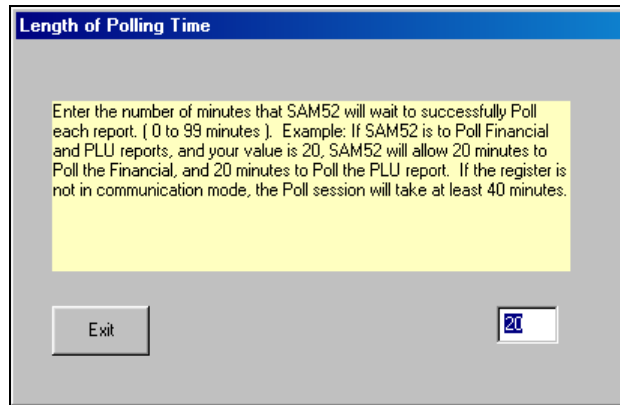 Length of Polling Time
Enter the number of minutes that SAM52 will wait to successfully Poll
each report. ( 0 to 99 minutes ).  Example: If SAM52 is to Poll Financial
and PLU reports, and your value is 20, SAM52 will allow 20 minutes to
Poll the Financial, and 20 minutes to Poll the PLU report.  If the register is
not in communication mode, the Poll session will take at least 40 minutes.
Exit
20